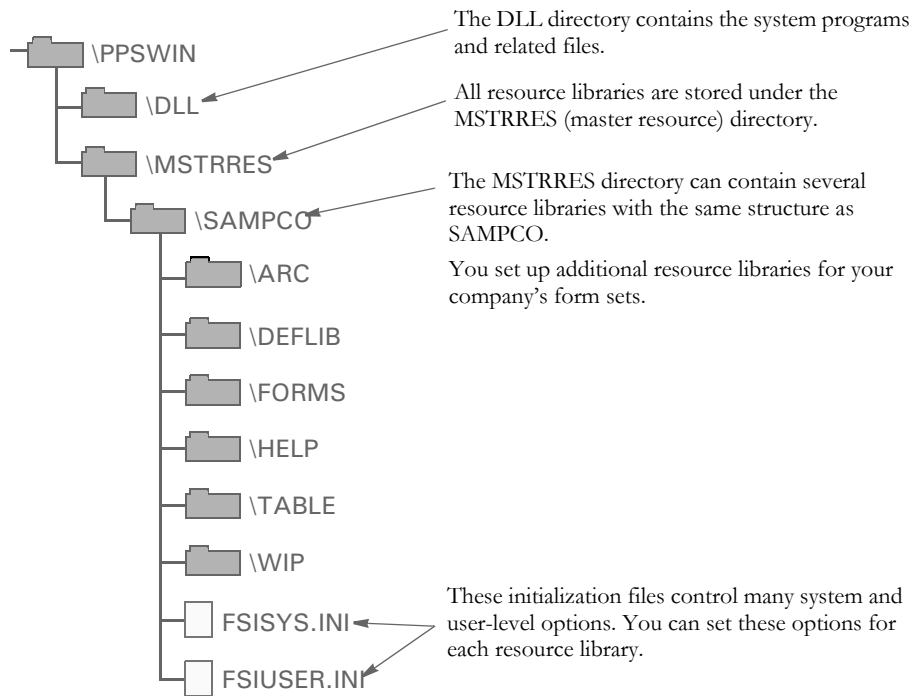 The DLL directory contains the system programs
and related files.
\PPSWIN
\DLL
All resource libraries are stored under the
MSTRRES (master resource) directory.
\MSTRRES
The MSTRRES directory can contain several
resource libraries with the same structure as
SAMPCO.
\SAMPCO
You set up additional resource libraries for your
company's form sets.
\ARC
\DEFLIB
\FORMS
\HELP
\TABLE
\WIP
These initialization files control many system and
user-level options. You can set these options for
each resource library.
FSISYS.INI
FSIUSER.INI